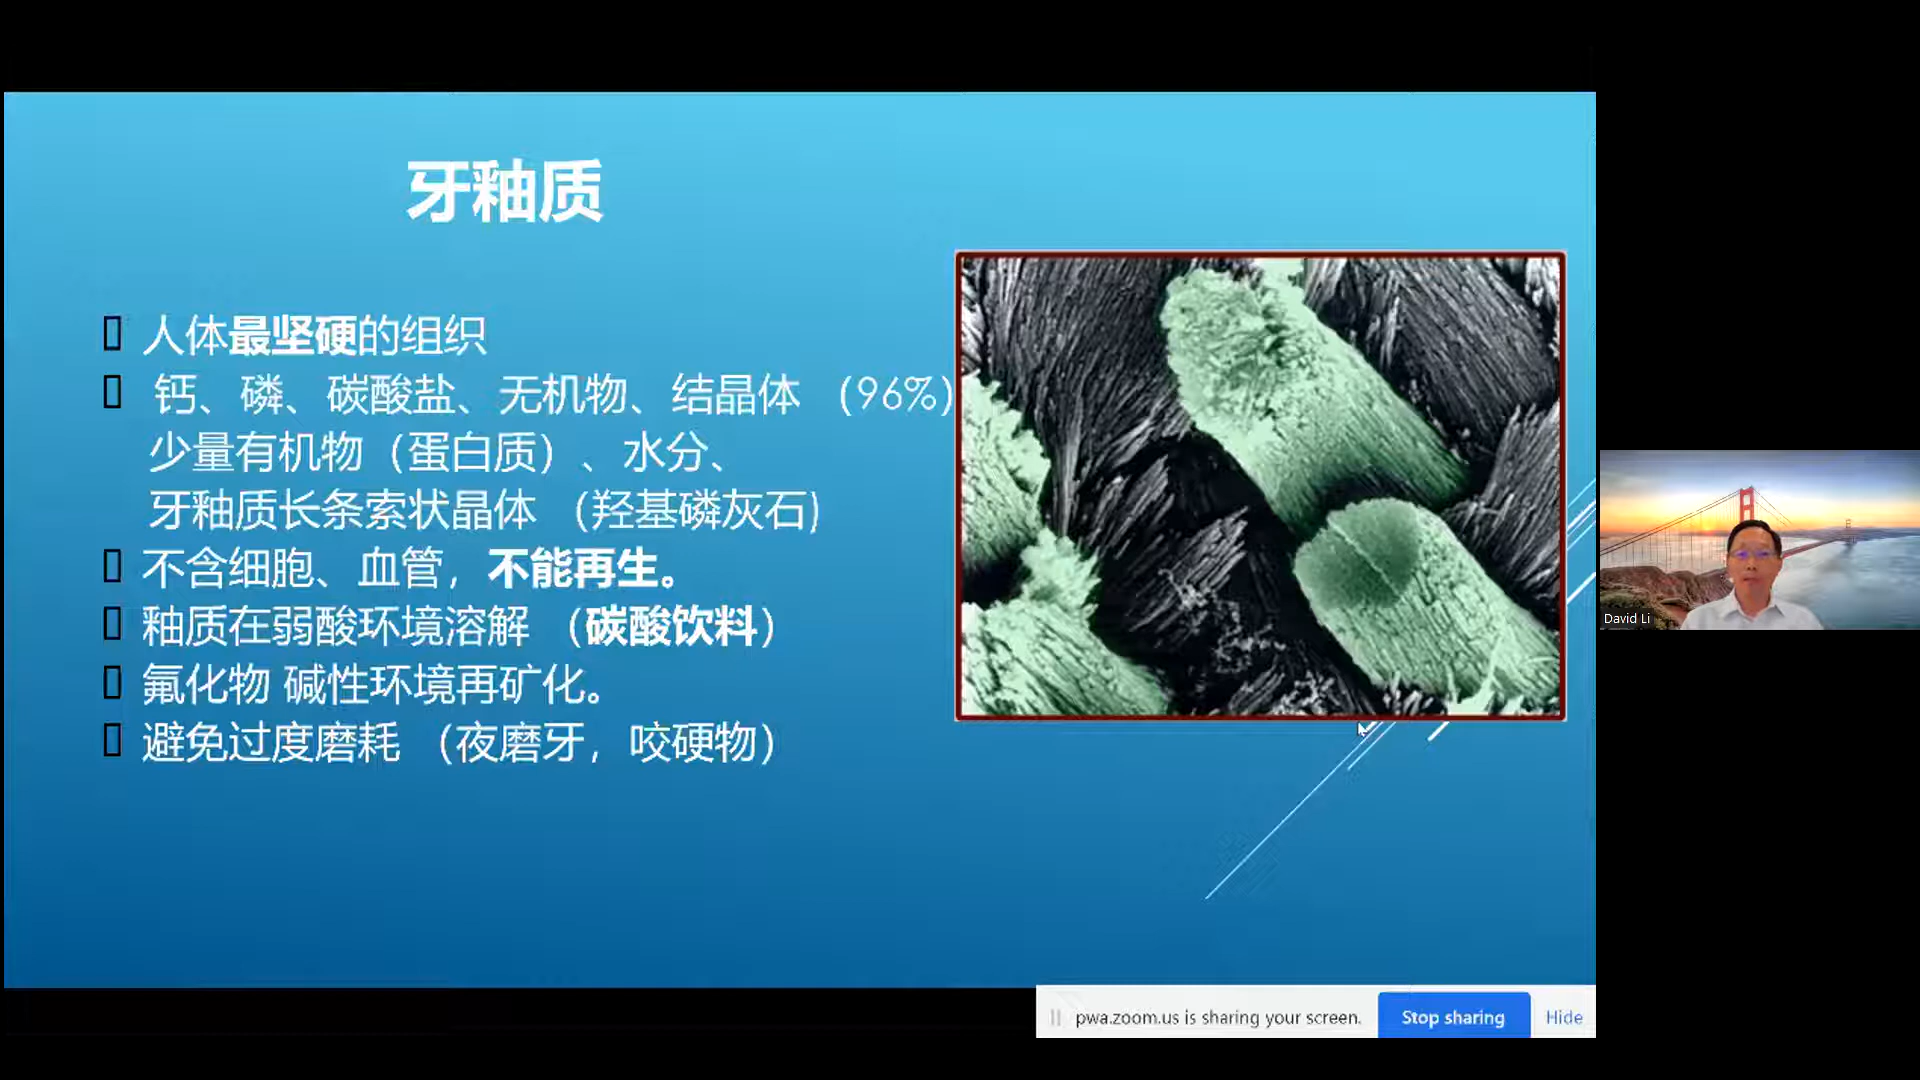 牙釉质
人体最坚硬的组织
钙、磷、碳酸盐、无机物、结晶体 （96%)
少量有机物（蛋白质）、水分、
牙釉质长条索状晶体 （羟基磷灰石)
不含细胞、血管，不能再生。
釉质在弱酸环境溶解 （碳酸饮料）
氟化物 碱性环境再矿化。
避免过度磨耗 （夜磨牙，咬硬物）
David Li
pwa.zoom.us is sharing your screen.
Stop sharing
Hide